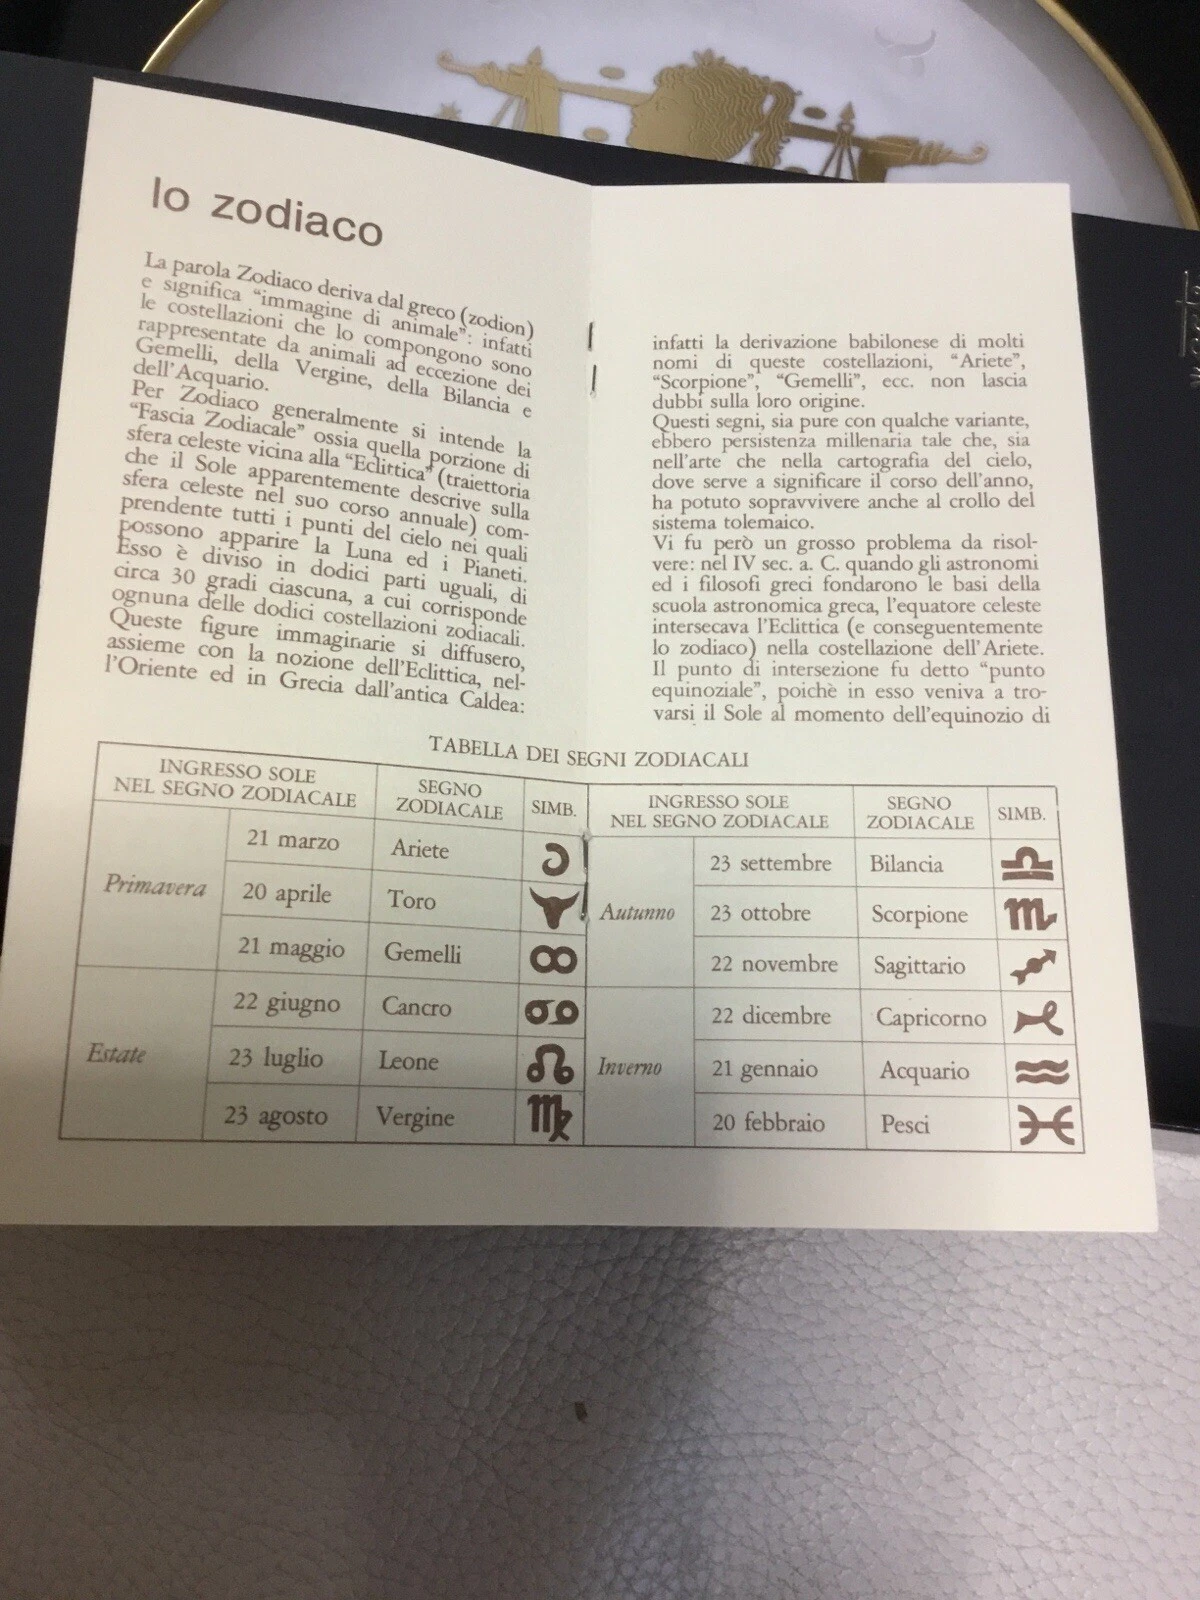 lo zodiaco
La parola Zodiaco deriva dal greco (zodion)
e significa "immagine di animale": infatti
le costellazioni che lo compongono sono
rappresentate da animali ad eccezione dei
Gemelli, della Vergine, della Bilancia e
dell'Acquario.
Per Zodiaco generalmente si intende la
"Fascia Zodiacale" ossia quella porzione di
sfera celeste vicina alla "Eclittica" (traiettoria
che il Sole apparentemente descrive sulla
sfera celeste nel suo corso annuale) com-
prendente tutti i punti del cielo nei quali
possono apparire la Luna ed i Pianeti.
Esso è diviso in dodici parti uguali, di
circa 30 gradi ciascuna, a cui corrisponde
ognuna delle dodici costellazioni zodiacali.
Queste figure immaginarie si diffusero,
assieme con la nozione dell'Eclittica, nel-
l'Oriente ed in Grecia dall'antica Caldea:
infatti la derivazione babilonese di molti
nomi di queste costellazioni, "Ariete",
"Scorpione", "Gemelli", ecc. non lascia
dubbi sulla loro origine.
Questi segni, sia pure con qualche variante,
ebbero persistenza millenaria tale che, sia
nell'arte che nella cartografia del cielo,
dove serve a significare il corso dell'anno,
ha potuto sopravvivere anche al crollo del
sistema tolemaico.
Vi fu però un grosso problema da risol-
vere: nel IV sec. a. C. quando gli astronomi
ed i filosofi greci fondarono le basi della
scuola astronomica greca, l'equatore celeste
intersecava l'Eclittica (e conseguentemente
lo zodiaco) nella costellazione dell'Ariete.
Il punto di intersezione fu detto "punto
equinoziale", poichè in esso veniva a tro-
varsi il Sole al momento dell'equinozio di
TABELLA DEI SEGNI ZODIACALI
INGRESSO SOLE
NEL SEGNO ZODIACALE
SEGNO
ZODIACALE
SIMB.
Primavera
21 marzo Ariete
20 aprile Toro
21 maggio Gemelli
Estate
22 giugno Cancro
23 luglio Leone
23 agosto Vergine
INGRESSO SOLE
NEL SEGNO ZODIACALE
SEGNO
ZODIACALE
SIMB.
Autunno
23 settembre Bilancia
23 ottobre Scorpione
22 novembre Sagittario
Inverno
22 dicembre Capricorno
21 gennaio Acquario
20 febbraio Pesci